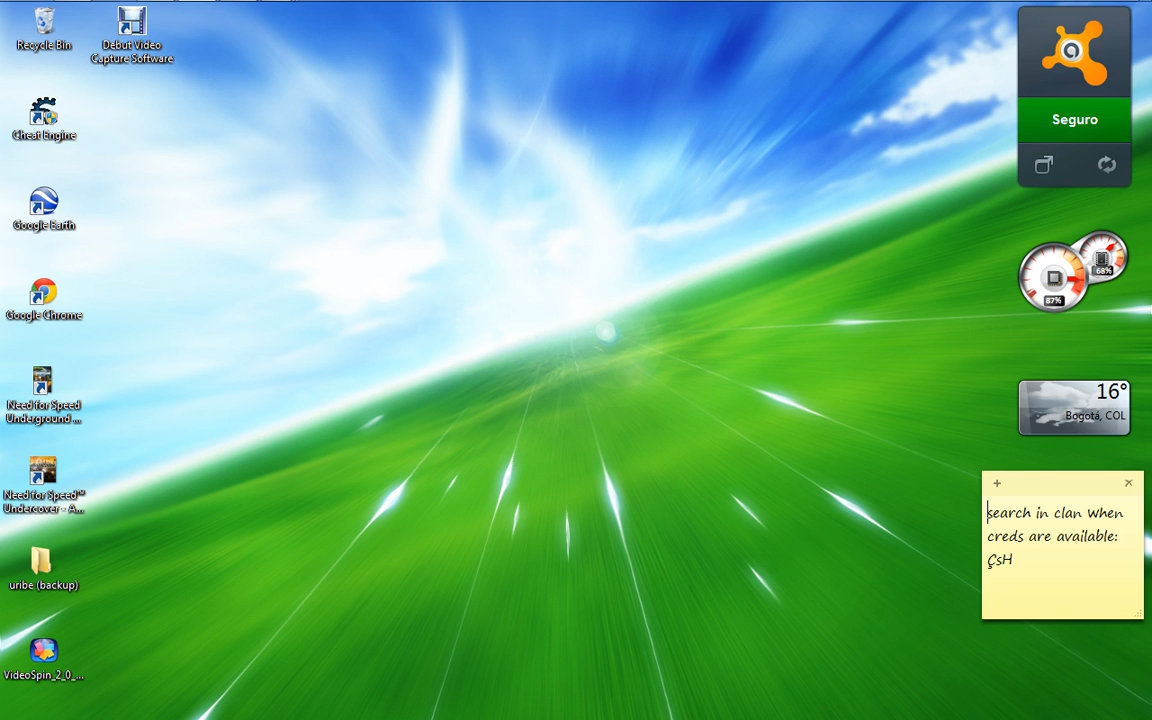 Recycle Bin
Debut Video
Capture Software
Cheat Engine
Google Earth
Google Chrome
Need for Speed
Underground ...
Need for Speed™
Undercover - A...
uribe (backup)
VideoSpin_2_0_...
Seguro
68%
87%
16°
Bogotá, COL
search in clan when
creds are available:
ÇsH